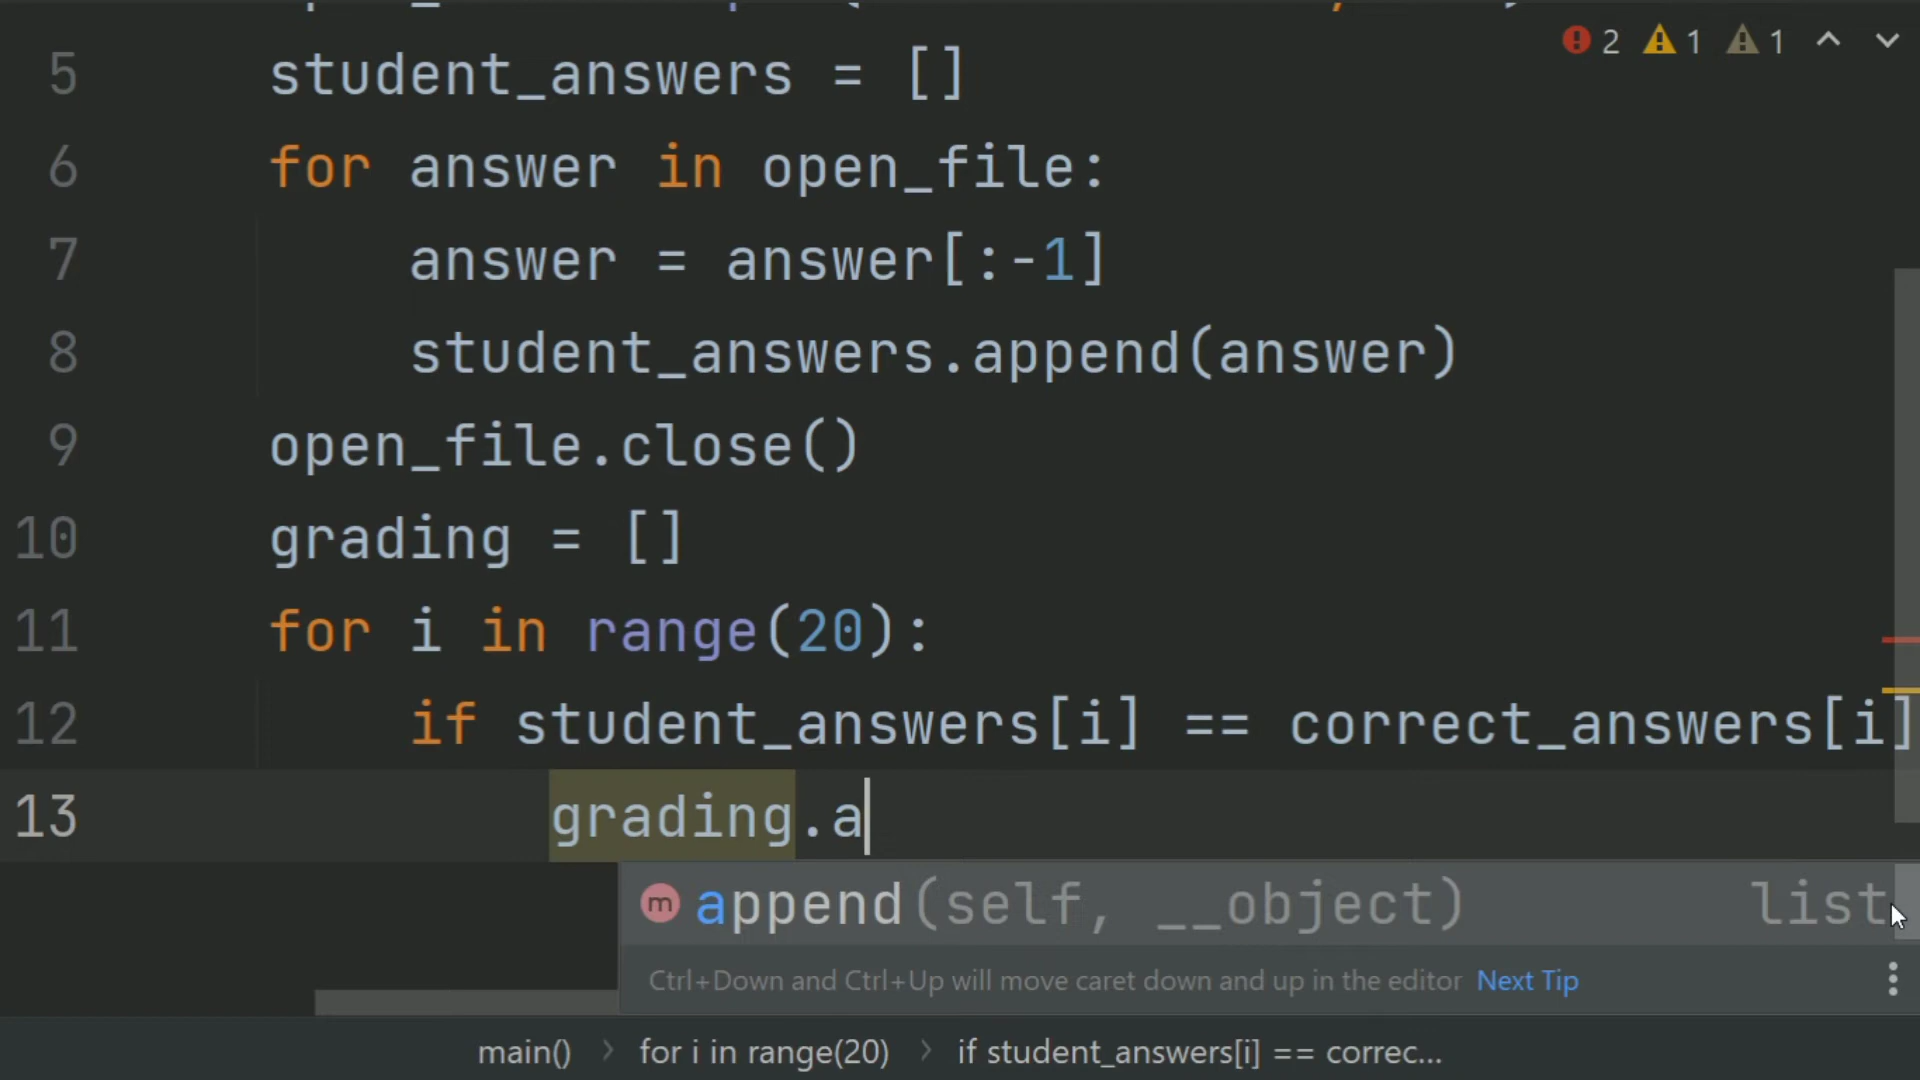 2 1 1
5 student_answers = []
6 for answer in open_file:
7 answer = answer[:-1]
8 student_answers.append(answer)
9 open_file.close()
10 grading = []
11 for i in range(20):
12 if student_answers[i] == correct_answers[i]
13 grading.a
m append(self, __object) list
Ctrl+Down and Ctrl+Up will move caret down and up in the editor Next Tip
main() > for i in range(20) > if student_answers[i] == correc...